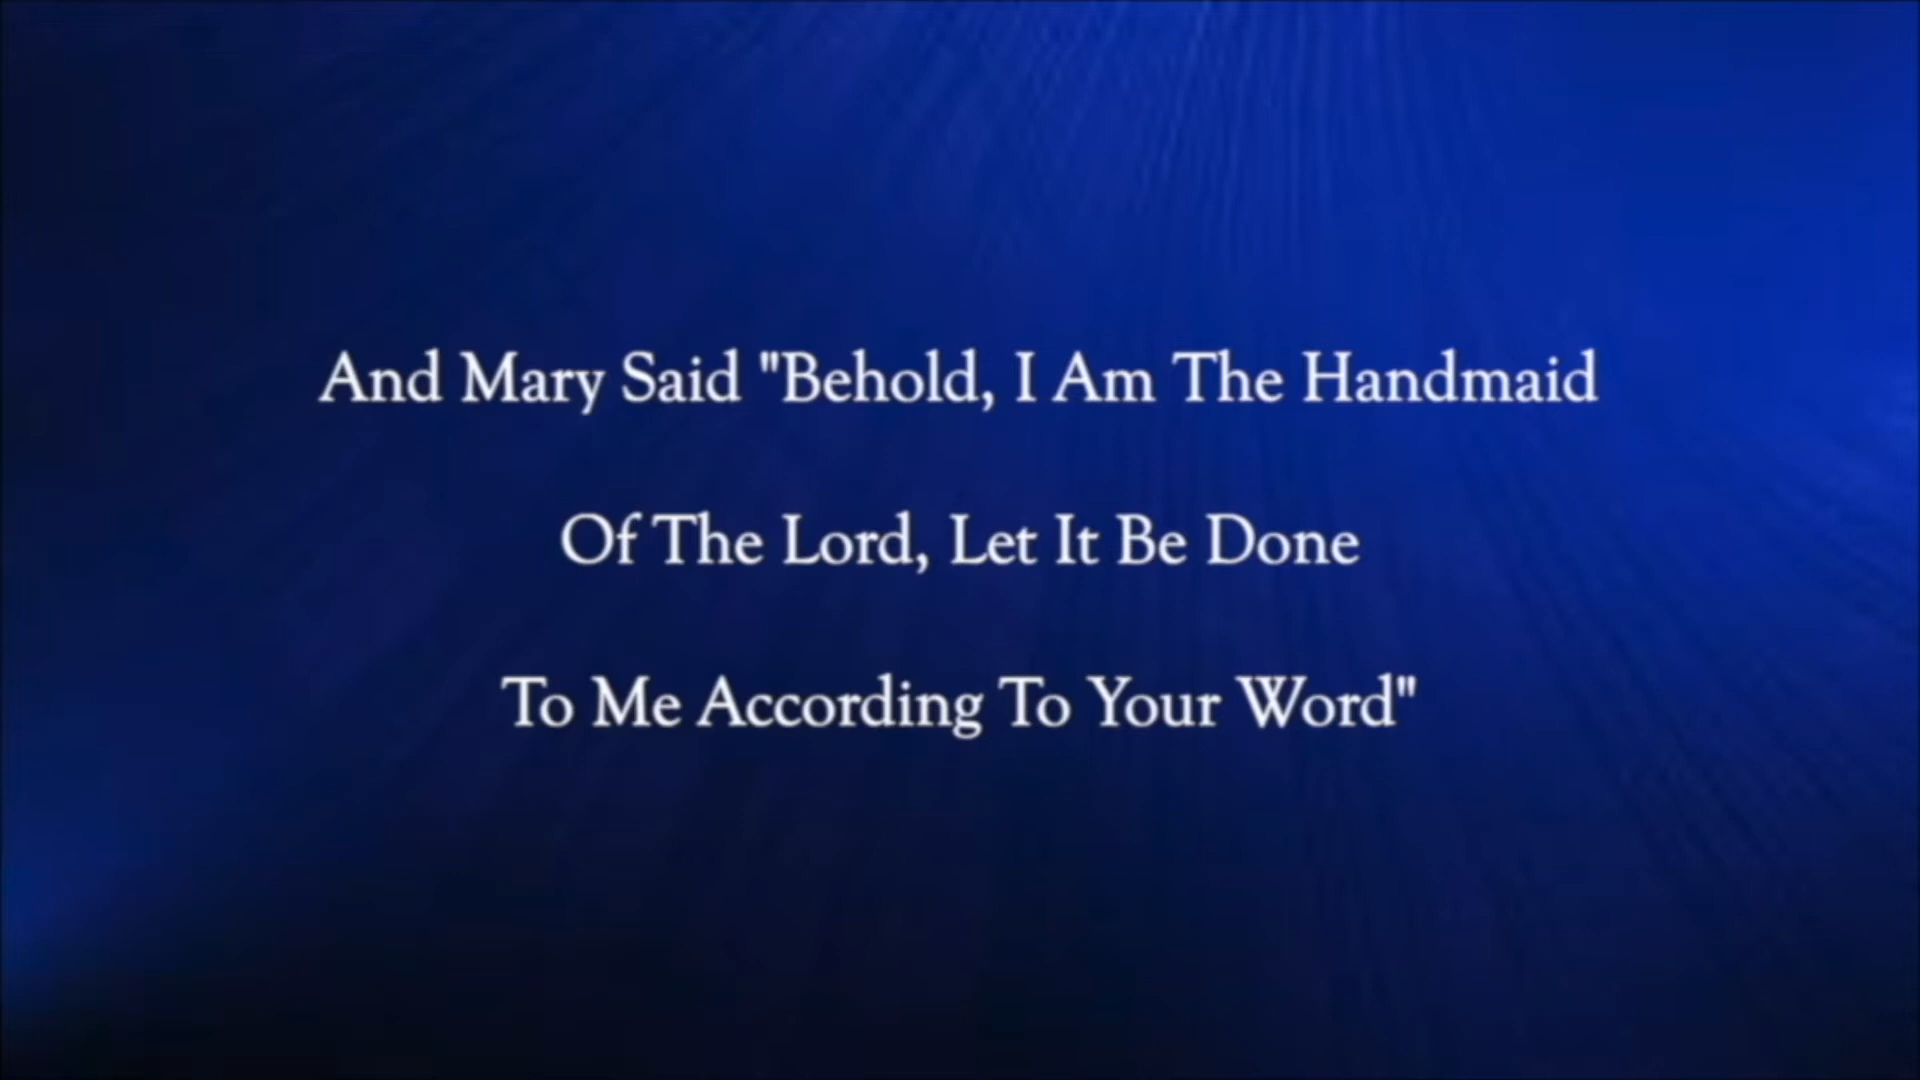 And Mary Said "Behold, I Am The Handmaid
Of The Lord, Let It Be Done
To Me According To Your Word"